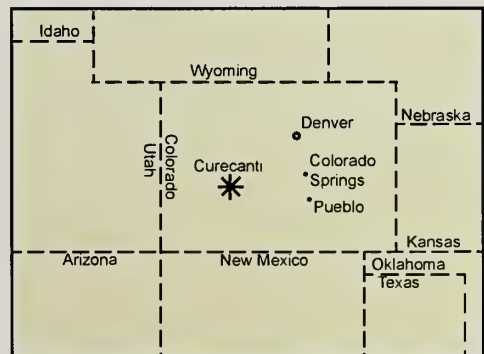 Idaho
Wyoming
Nebraska
Denver
Utah
Colorado
Curecanti
Colorado
Springs
Pueblo
Kansas
Arizona
New Mexico
Oklahoma
Texas